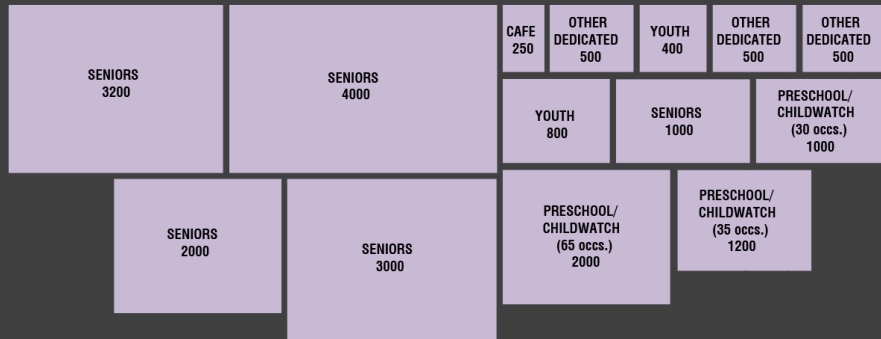 SENIORS
3200
SENIORS
4000
CAFE
250
OTHER
DEDICATED
500
YOUTH
400
OTHER
DEDICATED
500
OTHER
DEDICATED
500
YOUTH
800
SENIORS
1000
PRESCHOOL/
CHILDWATCH
(30 occs.)
1000
SENIORS
2000
SENIORS
3000
PRESCHOOL/
CHILDWATCH
(65 occs.)
2000
PRESCHOOL/
CHILDWATCH
(35 occs.)
1200